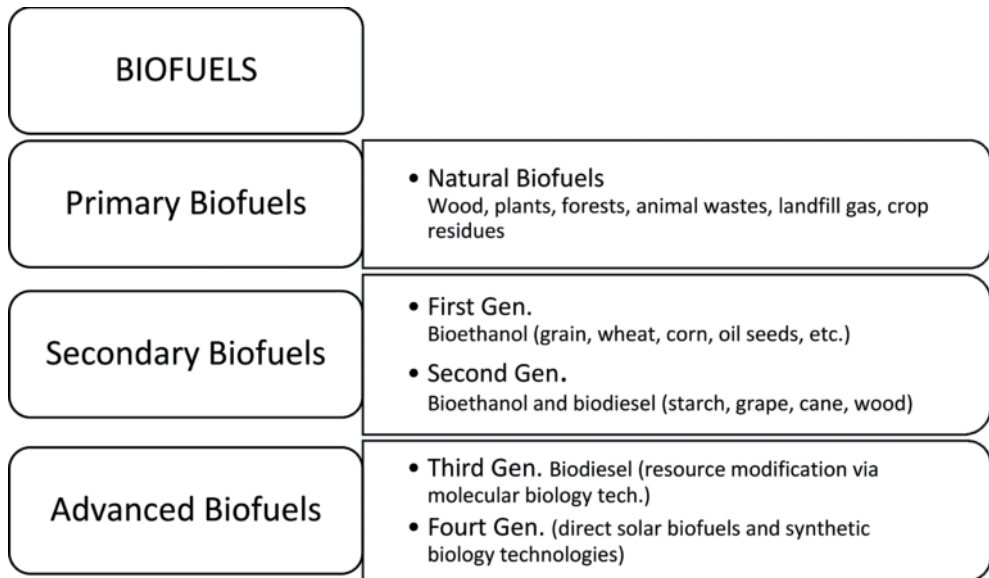 BIOFUELS
Primary Biofuels
• Natural Biofuels
Wood, plants, forests, animal wastes, landfill gas, crop
residues
Secondary Biofuels
• First Gen.
Bioethanol (grain, wheat, corn, oil seeds, etc.)
• Second Gen.
Bioethanol and biodiesel (starch, grape, cane, wood)
Advanced Biofuels
• Third Gen. Biodiesel (resource modification via
molecular biology tech.)
• Fourt Gen. (direct solar biofuels and synthetic
biology technologies)